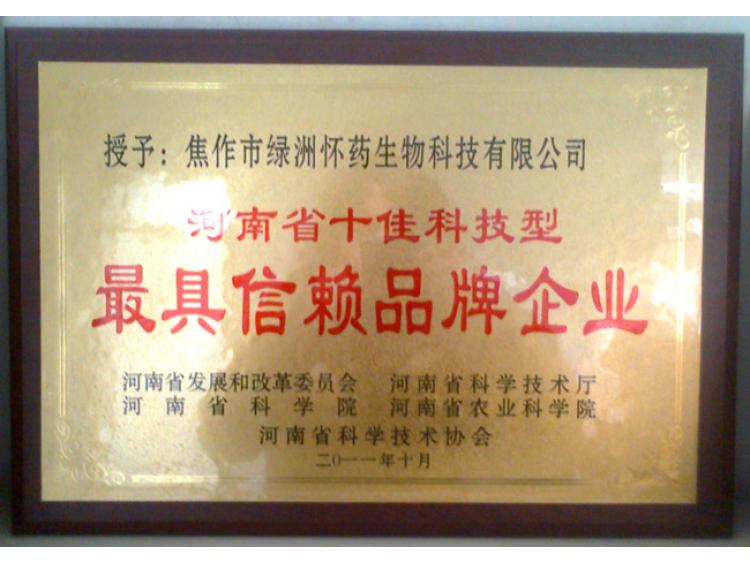 授予：焦作市绿洲怀药生物科技有限公司
河南省十佳科技型
最具信赖品牌企业
河南省发展和改革委员会 河南省科学技术厅
河南省科学院 河南省农业科学院
河南省科学技术协会
二0一一年十月